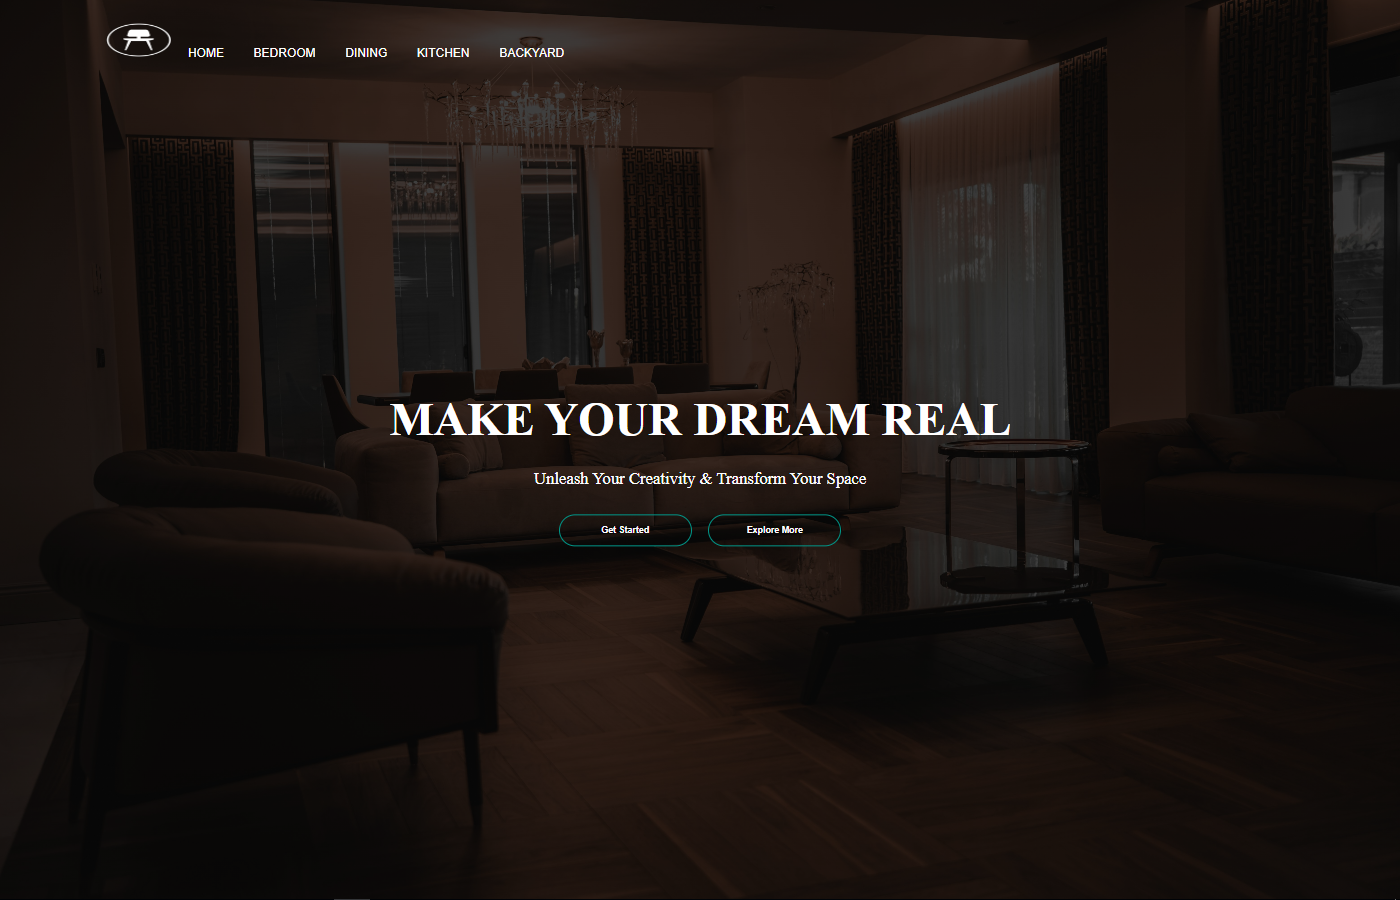 HOME BEDROOM DINING KITCHEN BACKYARD
MAKE YOUR DREAM REAL
Unleash Your Creativity & Transform Your Space
Get Started Explore More